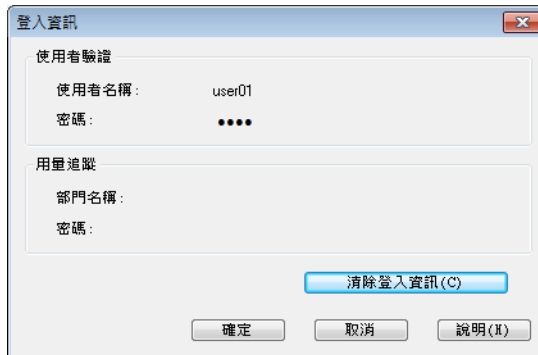 登入資訊
使用者驗證
使用者名稱: user01
密碼: ●●●●
用量追蹤
部門名稱:
密碼:
清除登入資訊(C)
確定 取消 說明(H)